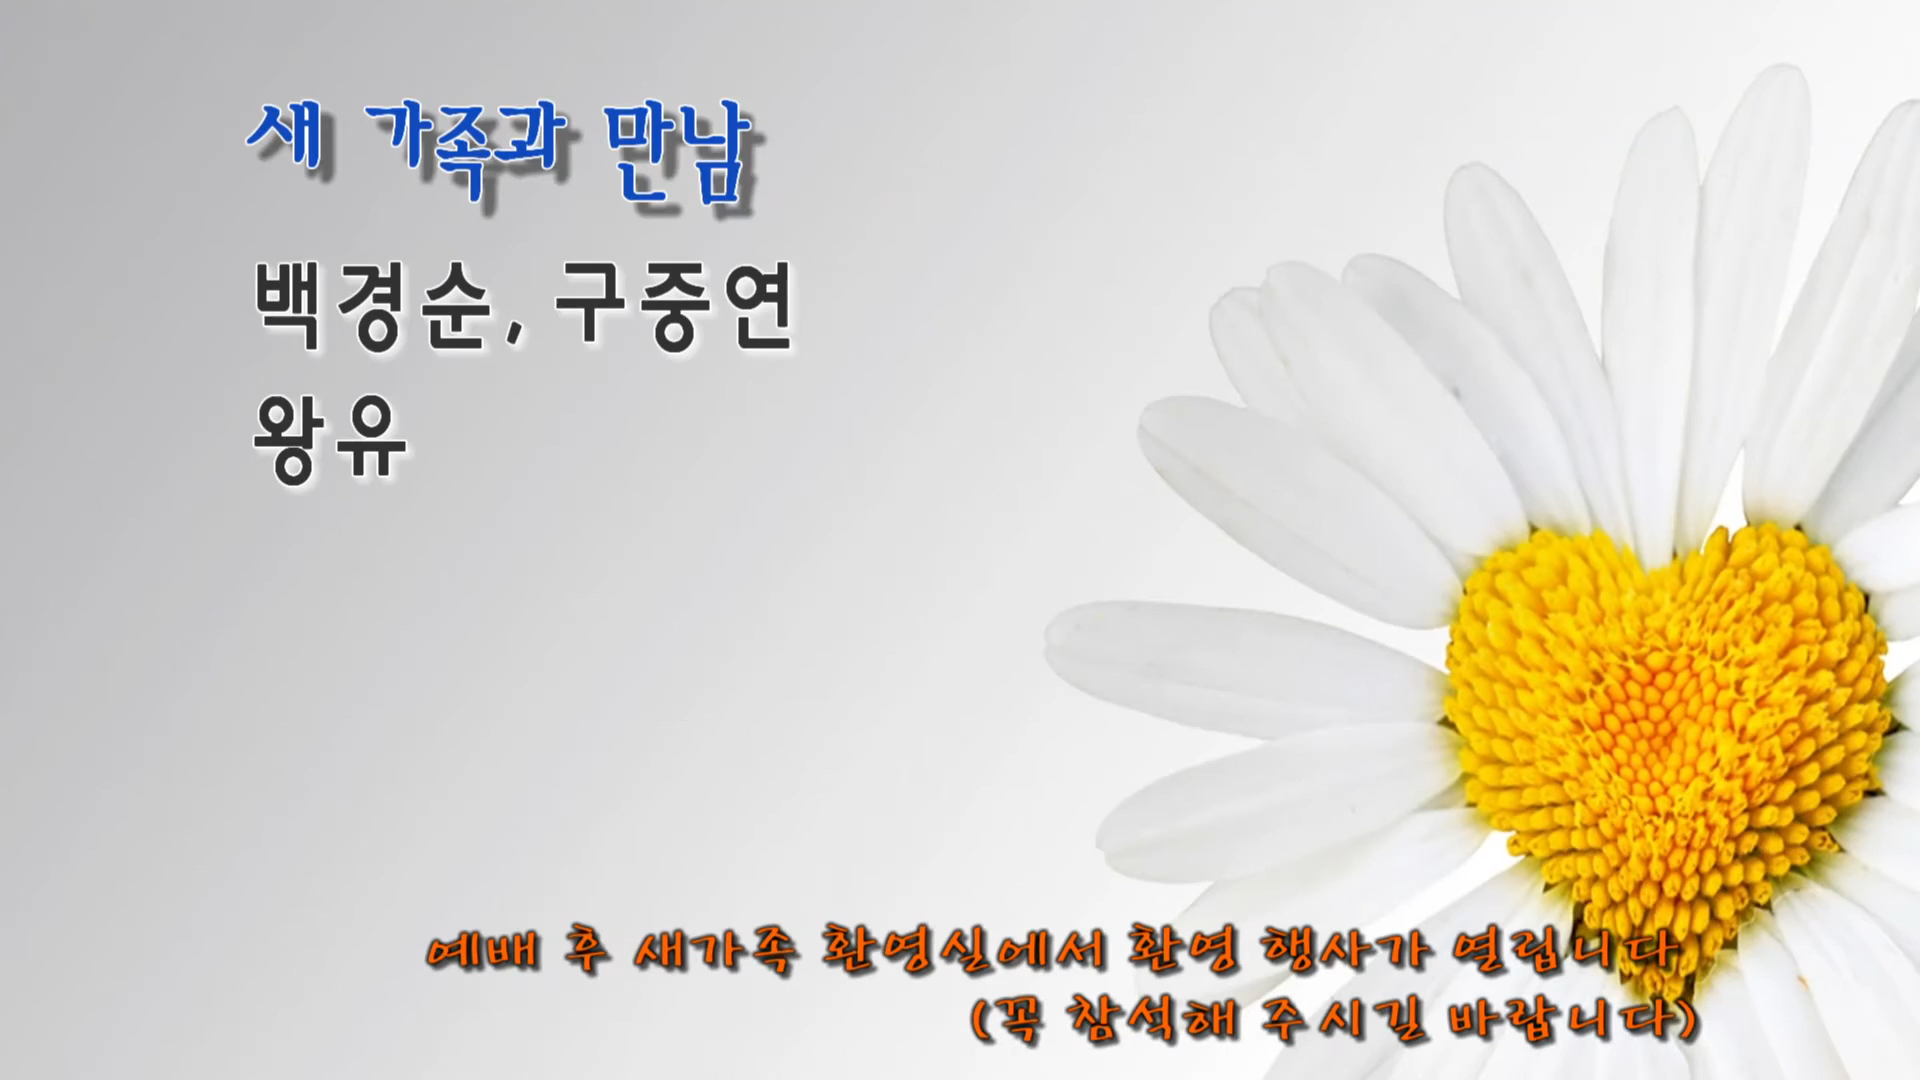 새 가족과 만남
백경순, 구중연
왕유
예배 후 새가족 환영실에서 환영 행사가 열립니다
(꼭 참석해 주시길 바랍니다)